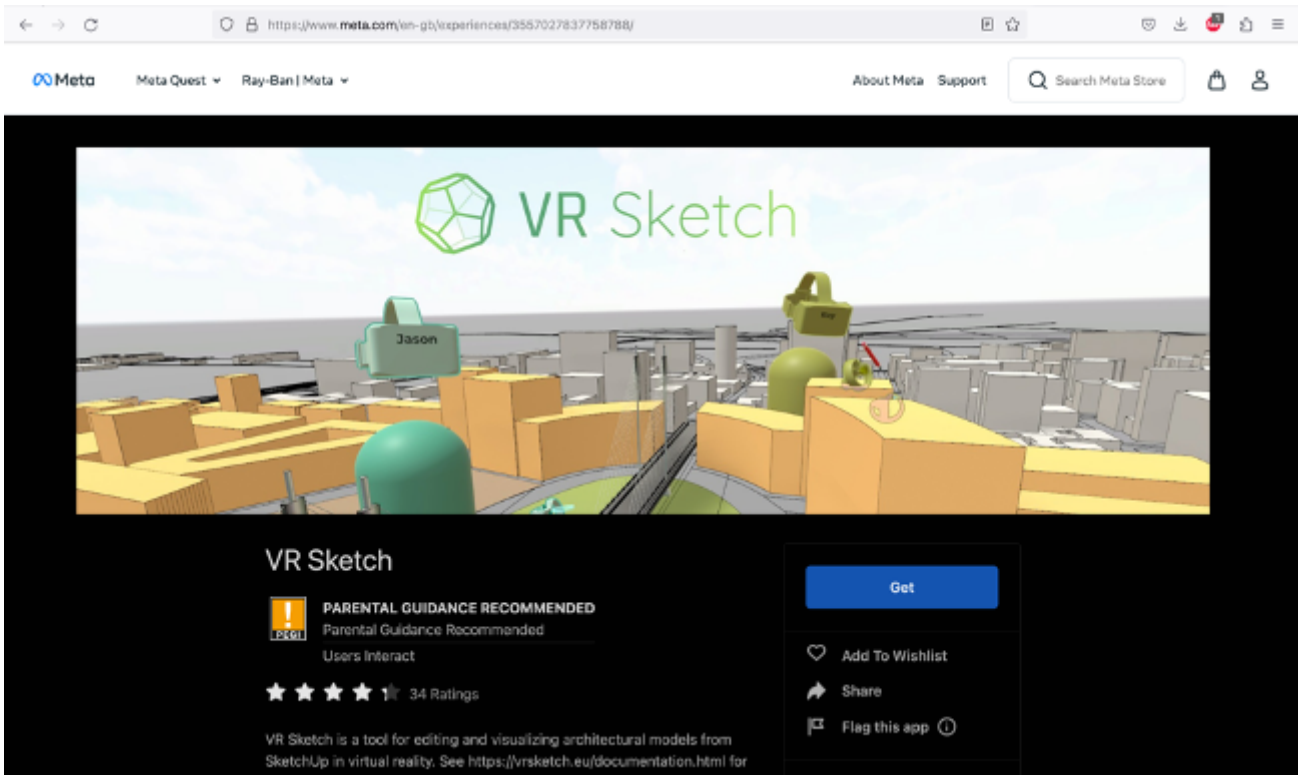 https://www.meta.com/en-gb/experiences/3557027837758788/
Meta Meta Quest Ray-Ban | Meta About Meta Support Search Meta Store
VR Sketch
Jason
VR Sketch
Get
PARENTAL GUIDANCE RECOMMENDED
PEGI
Parental Guidance Recommended
Users Interact
Add To Wishlist
34 Ratings
Share
Flag this app
VR Sketch is a tool for editing and visualizing architectural models from
SketchUp in virtual reality. See https://vrsketch.eu/documentation.html for